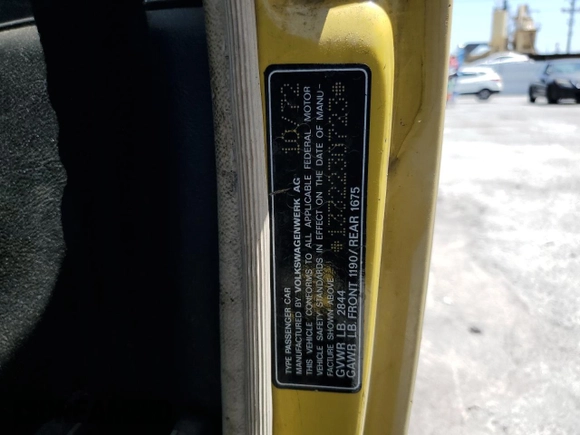 TYPE PASSENGER CAR
MANUFACTURED BY VOLKSWAGENWERK AG 10/72
THIS VEHICLE CONFORMS TO ALL APPLICABLE FEDERAL MOTOR
VEHICLE SAFETY STANDARDS IN EFFECT ON THE DATE OF MANU-
FACTURE SHOWN ABOVE
GVWR LB. 2844
GAWR LB. FRONT 1190/REAR 1675